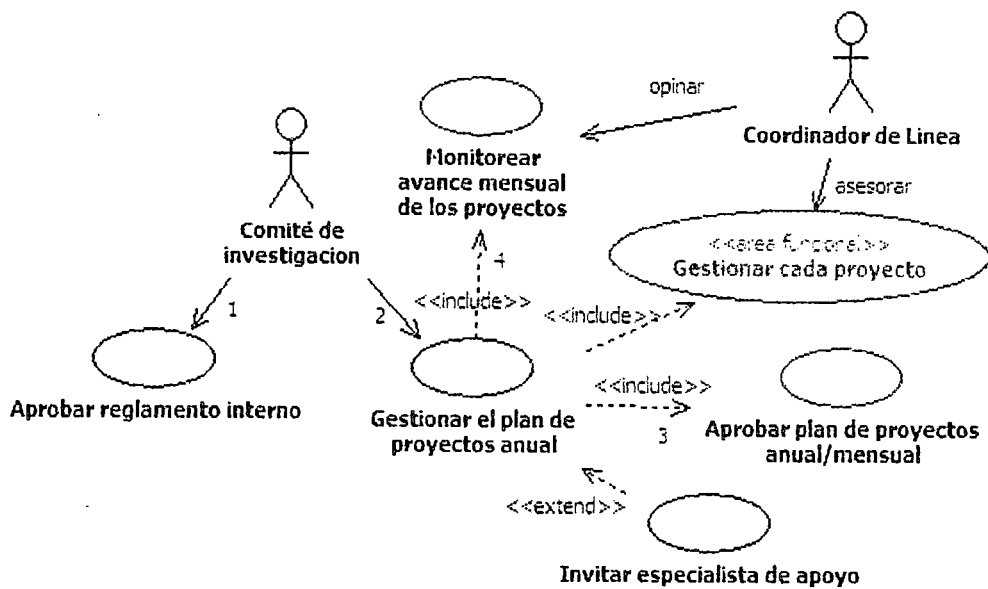 opinar
Coordinador de Linea
Monitorear
avance mensual
de los proyectos
asesorar
Comité de
investigacion
<<area funcional>>
Gestionar cada proyecto
4
1
2
<<include>>
<<include>>
<<include>>
3
Aprobar reglamento interno
Gestionar el plan de
proyectos anual
Aprobar plan de proyectos
anual/mensual
<<extend>>
Invitar especialista de apoyo